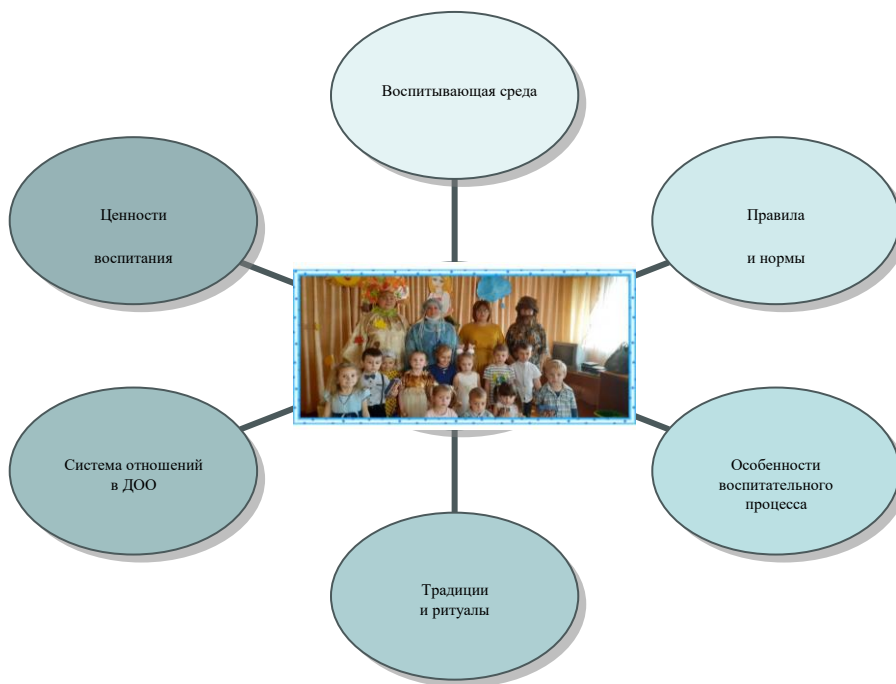 Воспитывающая среда
Ценности
воспитания
Правила
и нормы
Система отношений
в ДОО
Особенности
воспитательного
процесса
Традиции
и ритуалы